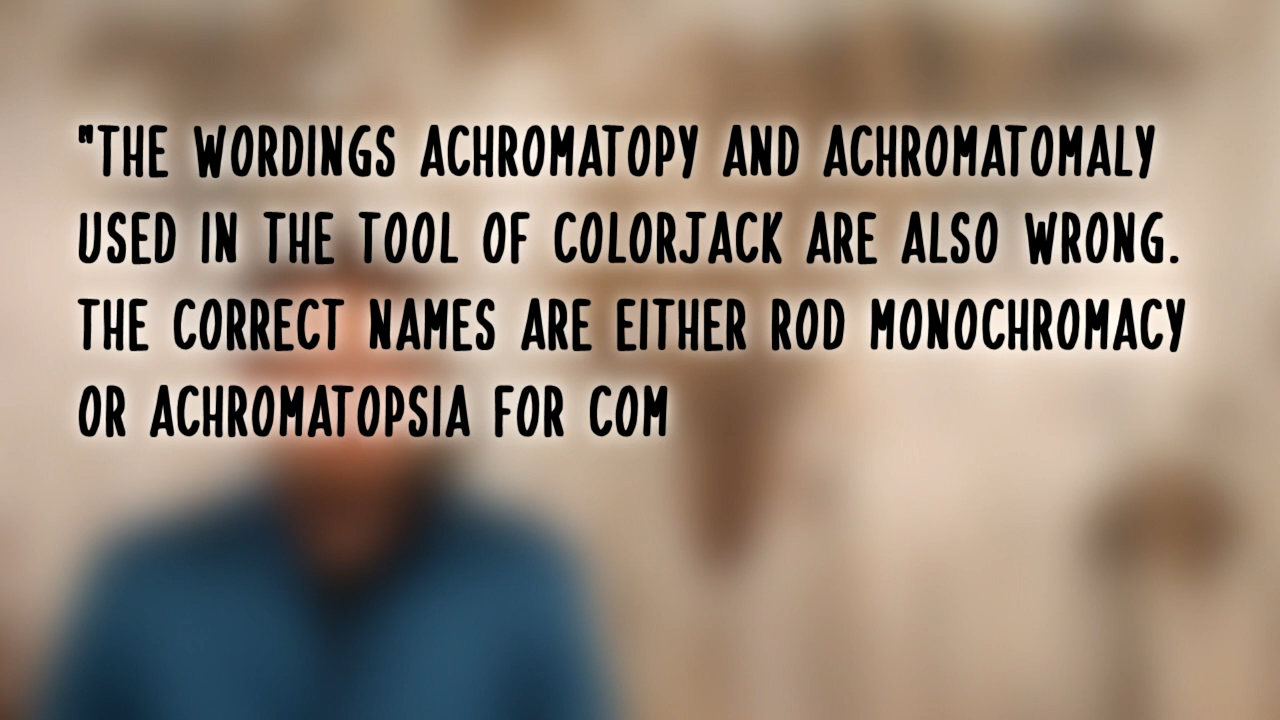 "THE WORDINGS ACHROMATOPY AND ACHROMATOMALY
USED IN THE TOOL OF COLORJACK ARE ALSO WRONG.
THE CORRECT NAMES ARE EITHER ROD MONOCHROMACY
OR ACHROMATOPSIA FOR COM